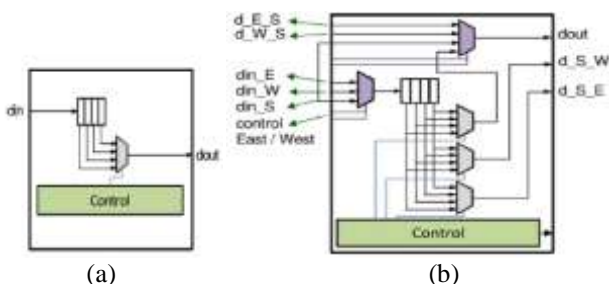 din
dout
Control
(a)
d_E_S
d_W_S
din_E
din_W
din_S
control
East / West
dout
d_S_W
d_S_E
Control
(b)